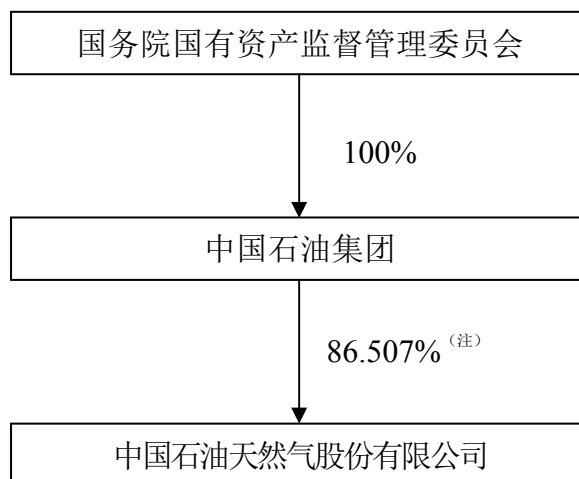 国务院国有资产监督管理委员会
100%
中国石油集团
86.507%（注）
中国石油天然气股份有限公司